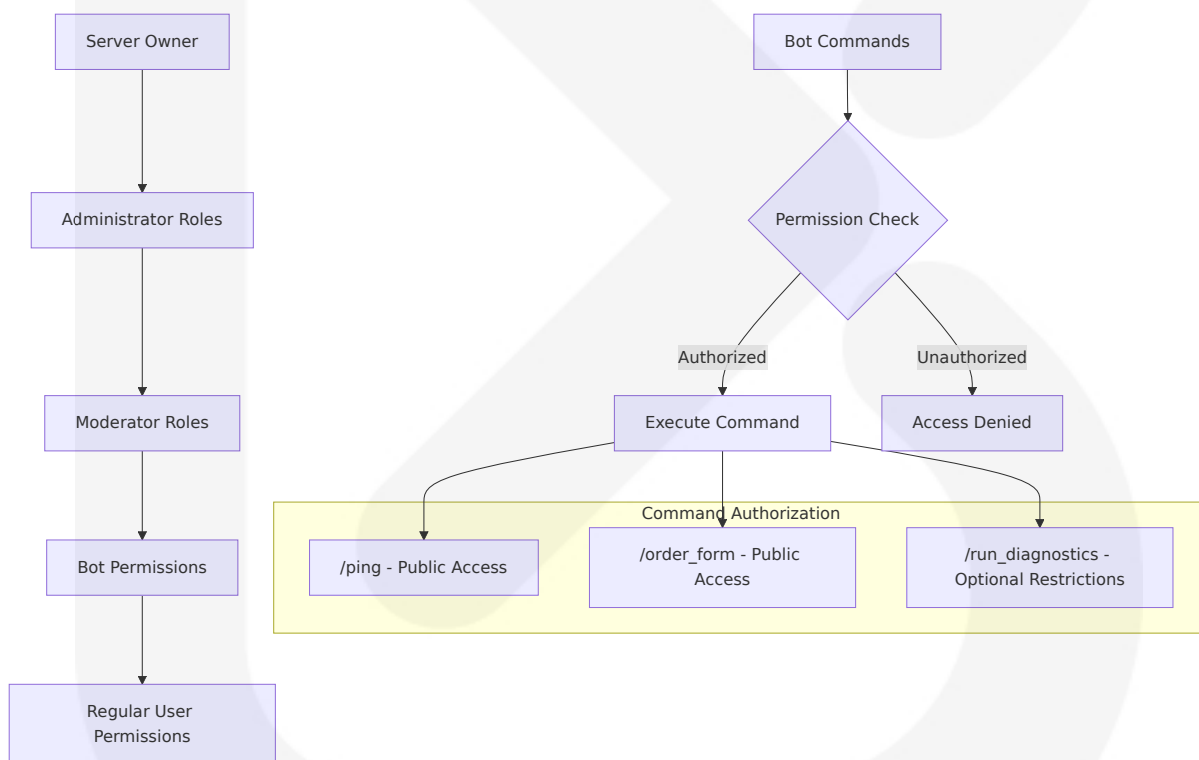 Server Owner
Bot Commands
Administrator Roles
Permission Check
Authorized
Unauthorized
Moderator Roles
Execute Command
Access Denied
Command Authorization
Bot Permissions
/ping - Public Access
/order_form - Public
Access
/run_diagnostics -
Optional Restrictions
Regular User
Permissions